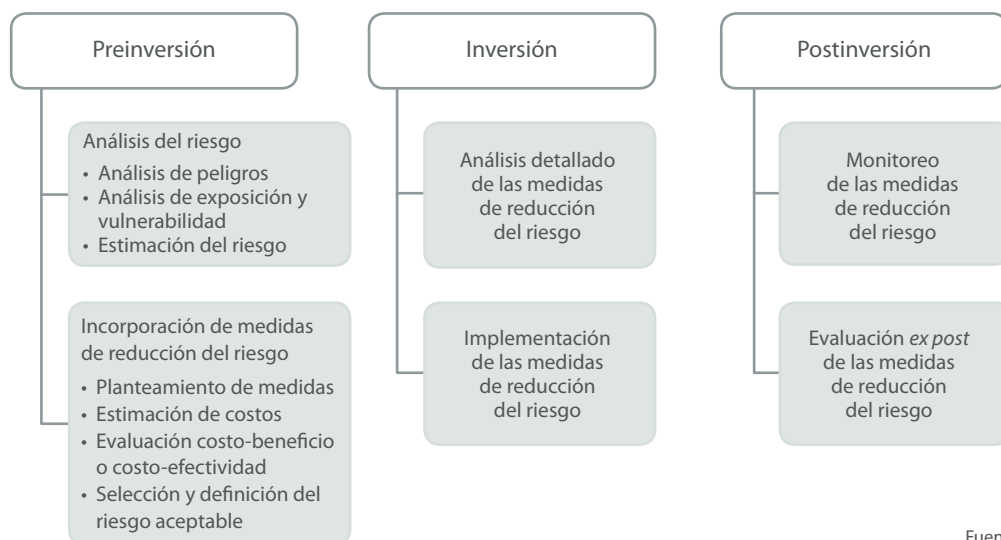 Preinversión
Análisis del riesgo
• Análisis de peligros
• Análisis de exposición y
vulnerabilidad
• Estimación del riesgo
Incorporación de medidas
de reducción del riesgo
• Planteamiento de medidas
• Estimación de costos
• Evaluación costo-beneficio
o costo-efectividad
• Selección y definición del
riesgo aceptable
Inversión
Análisis detallado
de las medidas
de reducción
del riesgo
Implementación
de las medidas
de reducción
del riesgo
Postinversión
Monitoreo
de las medidas
de reducción
del riesgo
Evaluación ex post
de las medidas
de reducción
del riesgo